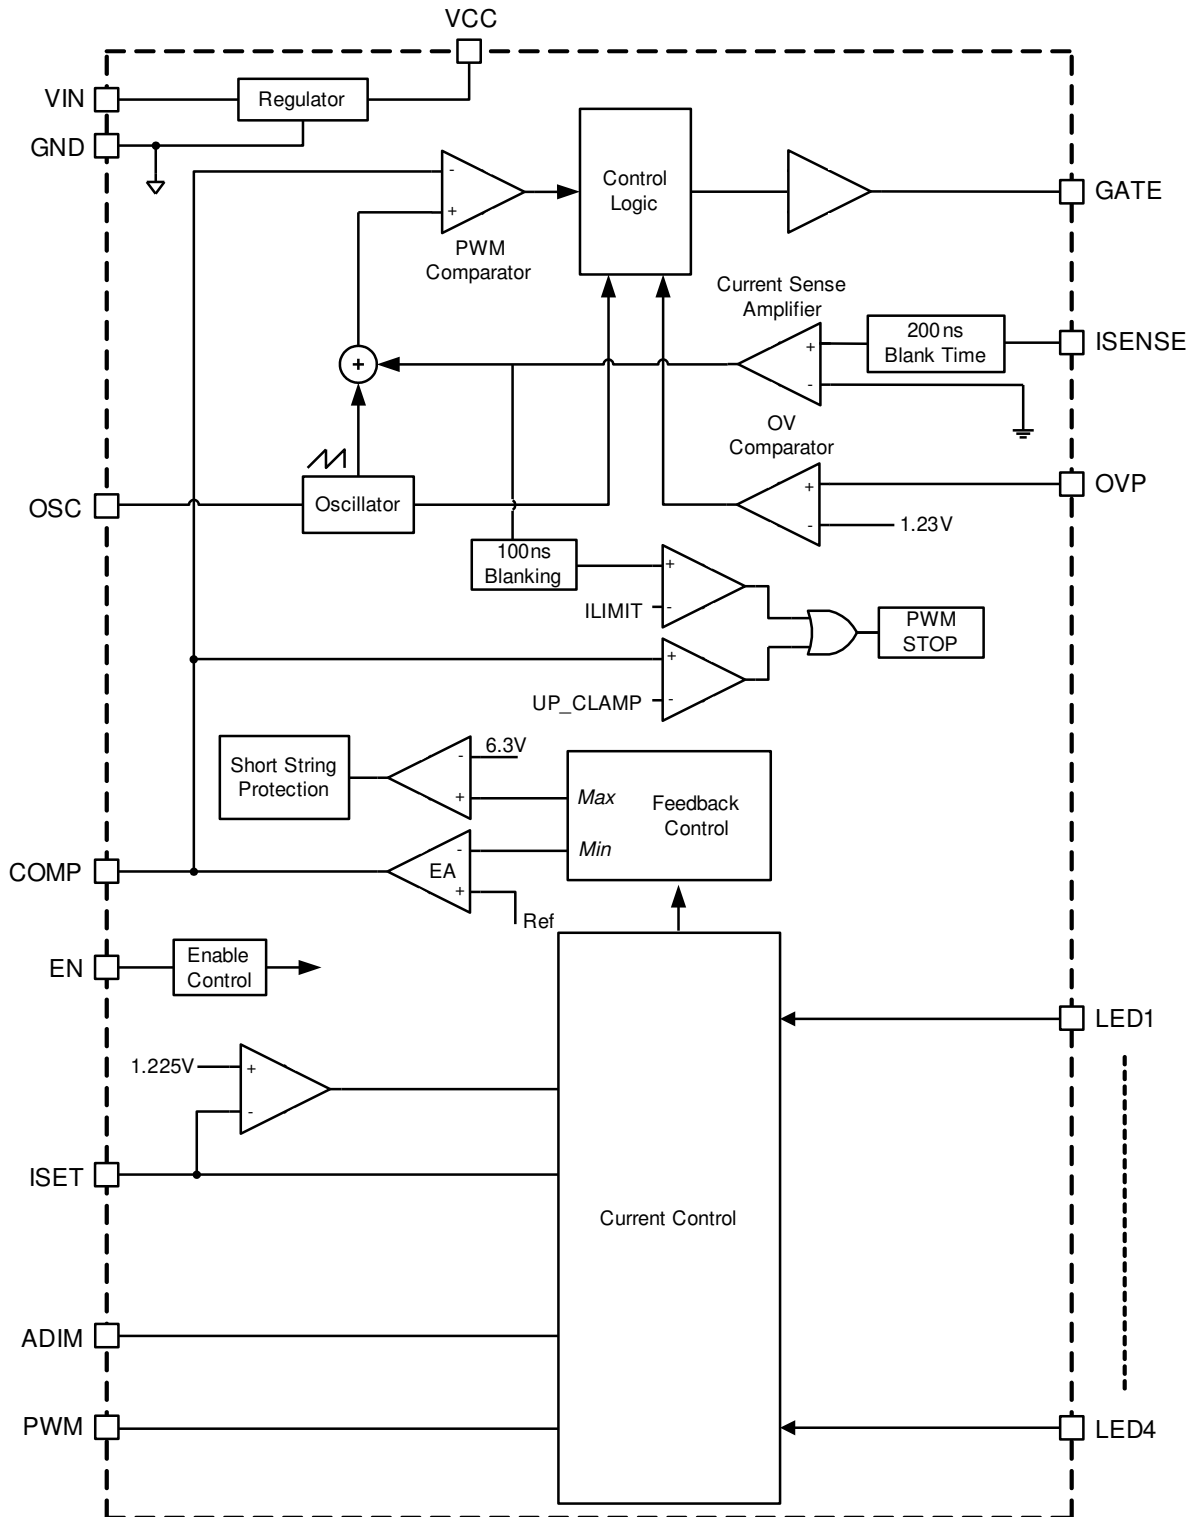 VCC
VIN
Regulator
GND
-
+
PWM
Comparator
Control
Logic
GATE
Current Sense
Amplifier
+
-
200ns
Blank Time
ISENSE
+
OV
Comparator
+
-
1.23V
OVP
OSC
Oscillator
100ns
Blanking
+
-
ILIMIT
PWM
STOP
+
-
UP_CLAMP
Short String
Protection
-
+
6.3V
Max
Min
Feedback
Control
COMP
EA
-
+
Ref
EN
Enable
Control
LED1
1.225V
+
-
ISET
Current Control
ADIM
PWM
LED4